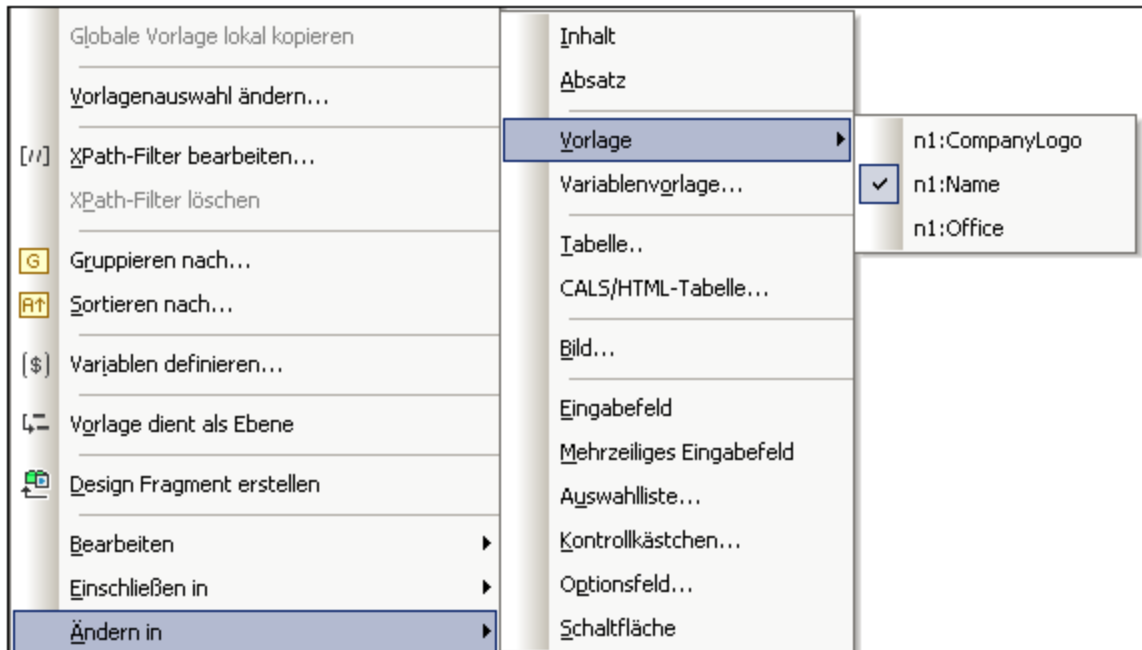 Globale Vorlage lokal kopieren
Vorlagenauswahl ändern...
[//] XPath-Filter bearbeiten...
XPath-Filter löschen
G Gruppieren nach...
A↑ Sortieren nach...
($) Variablen definieren...
Vorlage dient als Ebene
Design Fragment erstellen
Bearbeiten
Einschließen in
Ändern in
Inhalt
Absatz
Vorlage
Variablenvorlage...
Tabelle..
CALS/HTML-Tabelle...
Bild...
Eingabefeld
Mehrzeiliges Eingabefeld
Auswahlliste...
Kontrollkästchen...
Optionsfeld...
Schaltfläche
n1:CompanyLogo
n1:Name
n1:Office